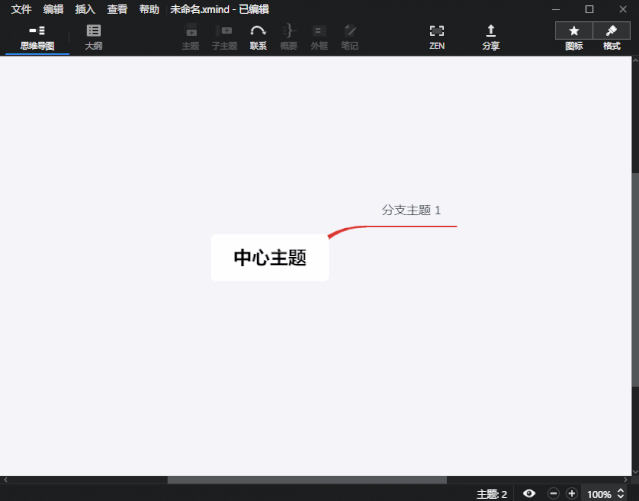 文件 编辑 插入 查看 帮助 未命名.xmind - 已编辑
思维导图 大纲 主题 子主题 联系 概要 外框 笔记 ZEN 分享 图标 格式
分支主题 1
中心主题
主题: 2 100%